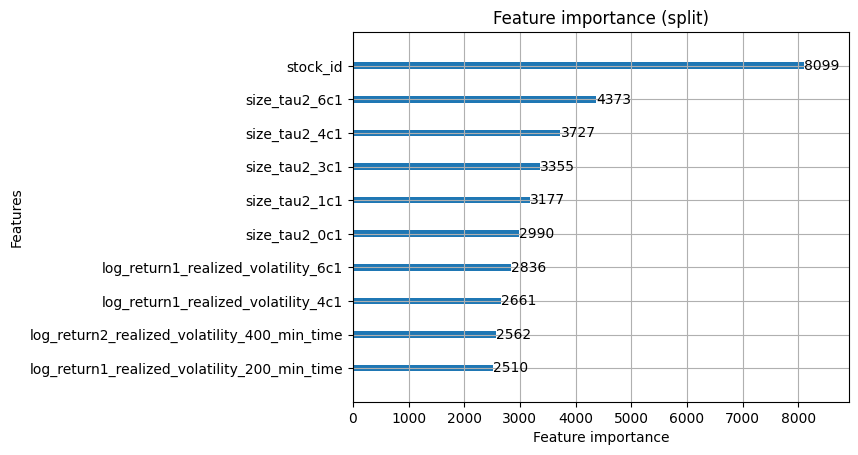 Feature importance (split)
Features
stock_id 8099
size_tau2_6c1 4373
size_tau2_4c1 3727
size_tau2_3c1 3355
size_tau2_1c1 3177
size_tau2_0c1 2990
log_return1_realized_volatility_6c1 2836
log_return1_realized_volatility_4c1 2661
log_return2_realized_volatility_400_min_time 2562
log_return1_realized_volatility_200_min_time 2510
0 1000 2000 3000 4000 5000 6000 7000 8000
Feature importance